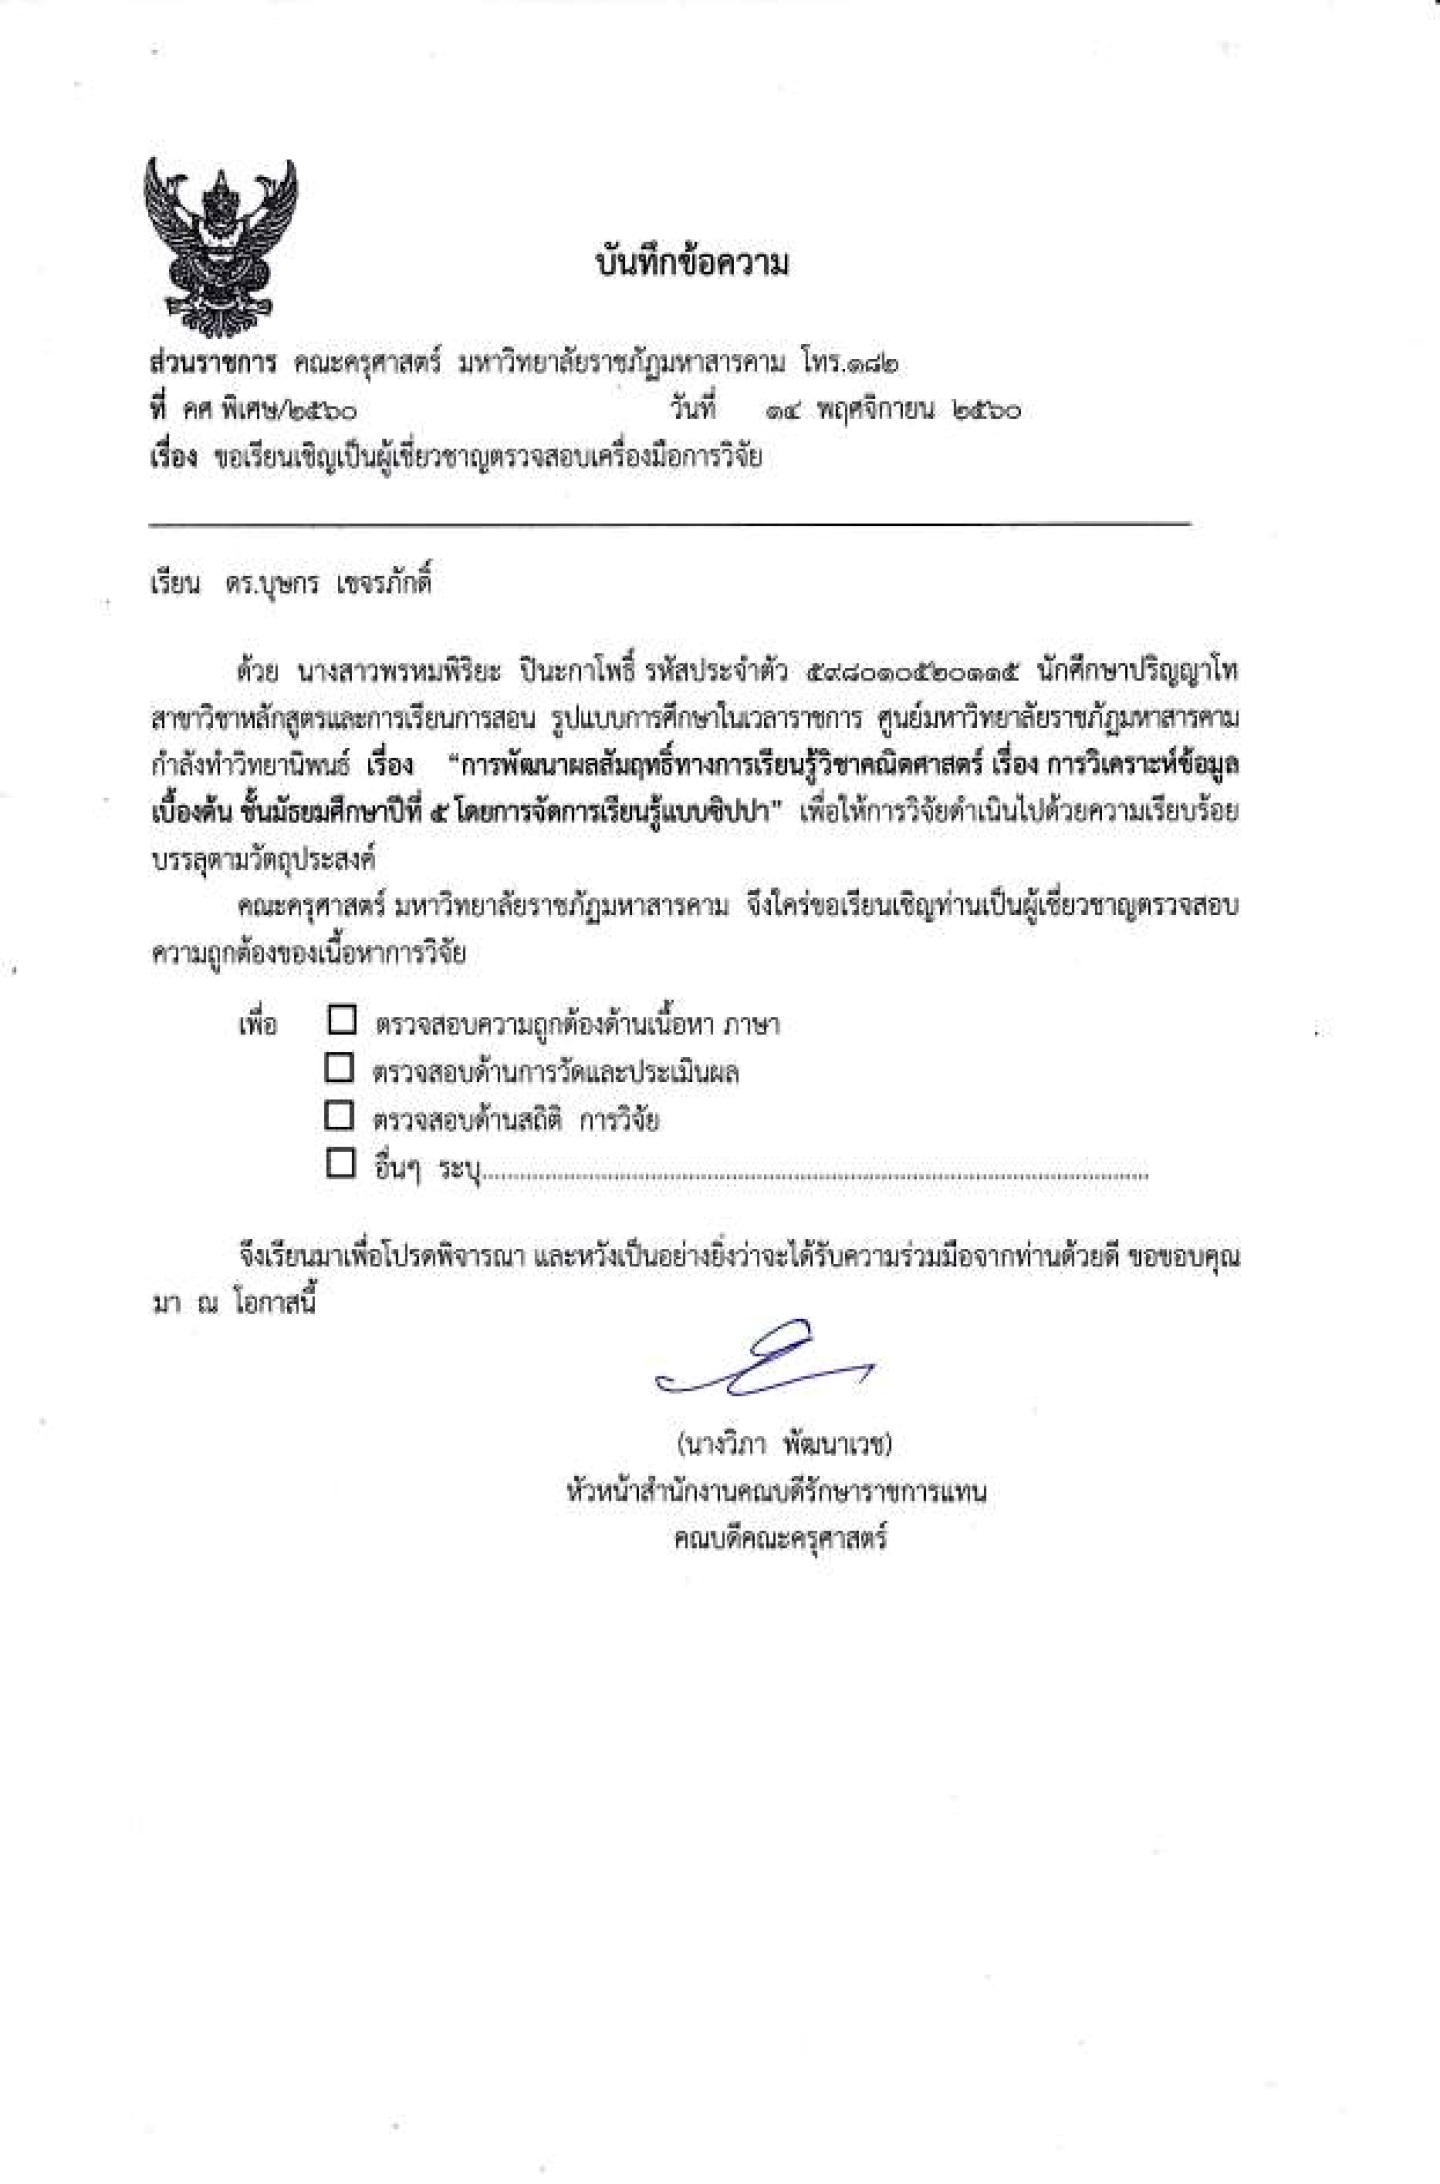 บันทึกข้อความ
ส่วนราชการ คณะครุศาสตร์ มหาวิทยาลัยราชภัฏมหาสารคาม โทร.๑๘๒
ที่ คศ พิเศษ/๒๕๖๐ วันที่ ๑๔ พฤศจิกายน ๒๕๖๐
เรื่อง ขอเรียนเชิญเป็นผู้เชี่ยวชาญตรวจสอบเครื่องมือการวิจัย
เรียน ดร.บุษกร เขจรภักดิ์
ด้วย นางสาวพรหมพิริยะ ปินะกาโพธิ์ รหัสประจำตัว ๕๙๘๐๑๐๕๒๐๑๑๕ นักศึกษาปริญญาโท
สาขาวิชาหลักสูตรและการเรียนการสอน รูปแบบการศึกษาในเวลาราชการ ศูนย์มหาวิทยาลัยราชภัฏมหาสารคาม
กำลังทำวิทยานิพนธ์ เรื่อง “การพัฒนาผลสัมฤทธิ์ทางการเรียนรู้วิชาคณิตศาสตร์ เรื่อง การวิเคราะห์ข้อมูล
เบื้องต้น ชั้นมัธยมศึกษาปีที่ ๕ โดยการจัดการเรียนรู้แบบซิปปา” เพื่อให้การวิจัยดำเนินไปด้วยความเรียบร้อย
บรรลุตามวัตถุประสงค์
คณะครุศาสตร์ มหาวิทยาลัยราชภัฏมหาสารคาม จึงใคร่ขอเรียนเชิญท่านเป็นผู้เชี่ยวชาญตรวจสอบ
ความถูกต้องของเนื้อหาการวิจัย
เพื่อ ☐ ตรวจสอบความถูกต้องด้านเนื้อหา ภาษา
☐ ตรวจสอบด้านการวัดและประเมินผล
☐ ตรวจสอบด้านสถิติ การวิจัย
☐ อื่นๆ ระบุ..........................................................................................
จึงเรียนมาเพื่อโปรดพิจารณา และหวังเป็นอย่างยิ่งว่าจะได้รับความร่วมมือจากท่านด้วยดี ขอขอบคุณ
มา ณ โอกาสนี้
(นางวิภา พัฒนาเวช)
หัวหน้าสำนักงานคณบดีรักษาราชการแทน
คณบดีคณะครุศาสตร์